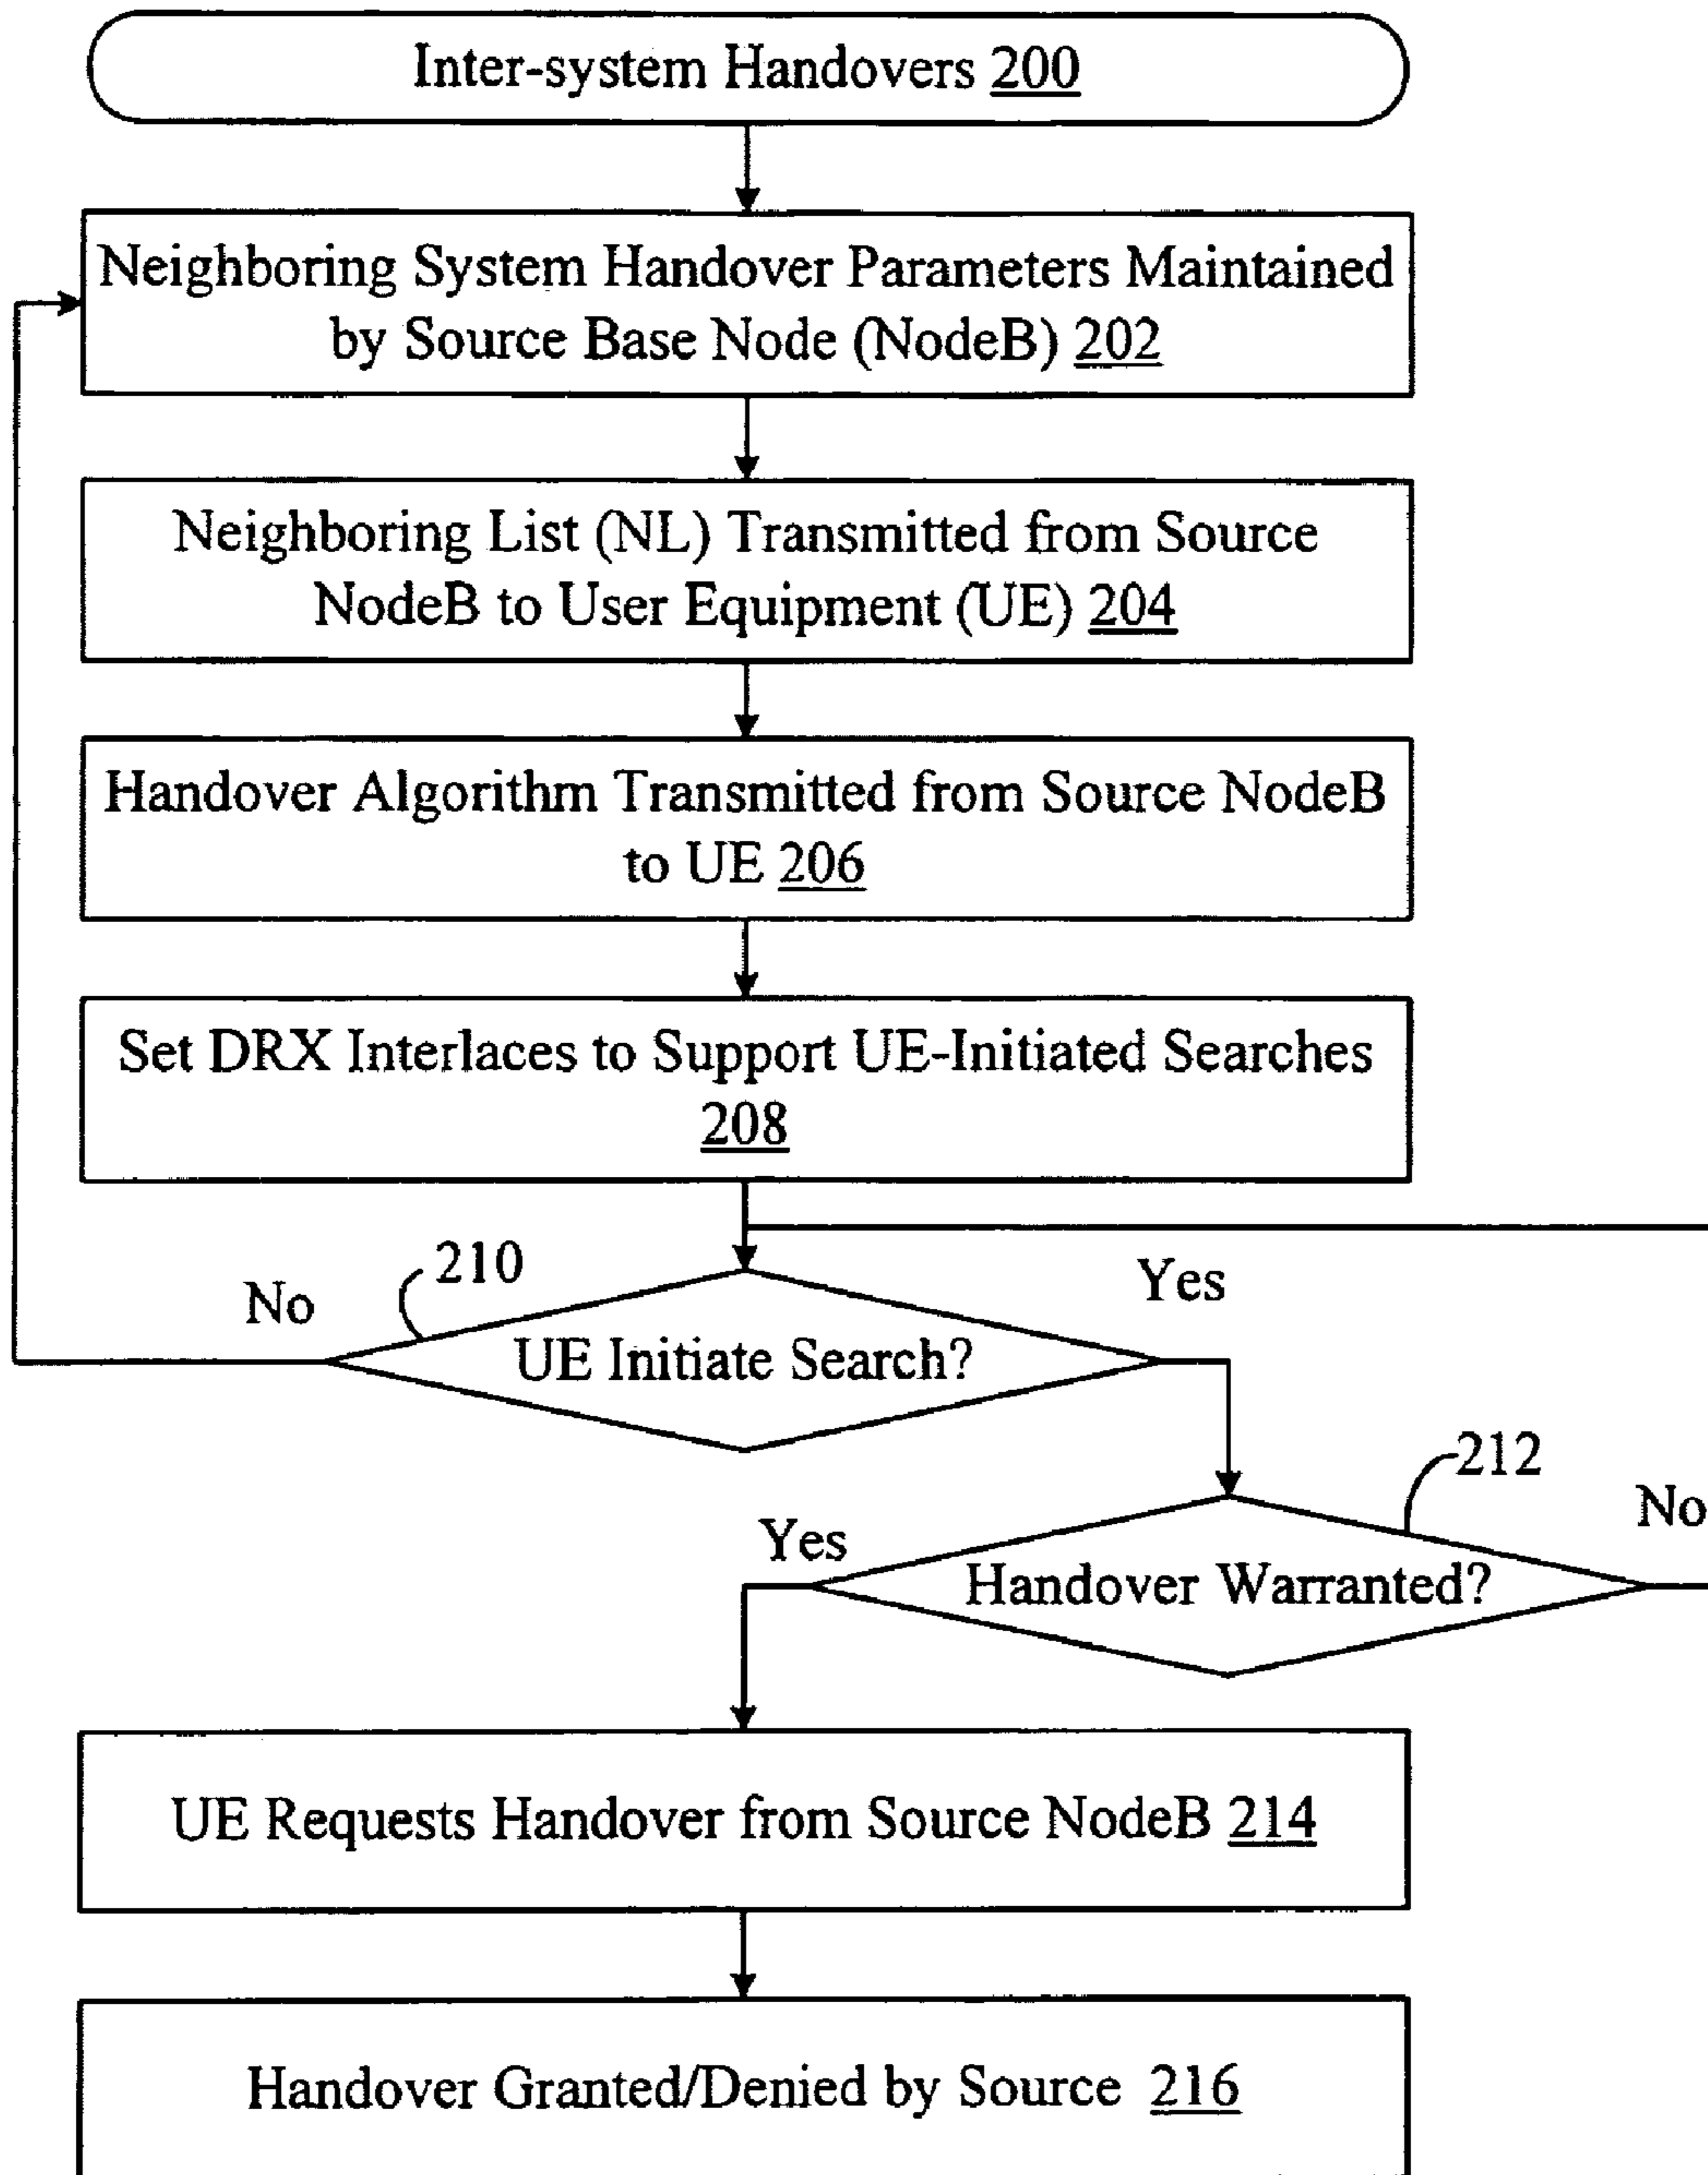 Inter-system Handovers 200
Neighboring System Handover Parameters Maintained
by Source Base Node (NodeB) 202
Neighboring List (NL) Transmitted from Source
NodeB to User Equipment (UE) 204
Handover Algorithm Transmitted from Source NodeB
to UE 206
Set DRX Interlaces to Support UE-Initiated Searches
208
210
No
Yes
UE Initiate Search?
212
No
Yes
Handover Warranted?
UE Requests Handover from Source NodeB 214
Handover Granted/Denied by Source 216